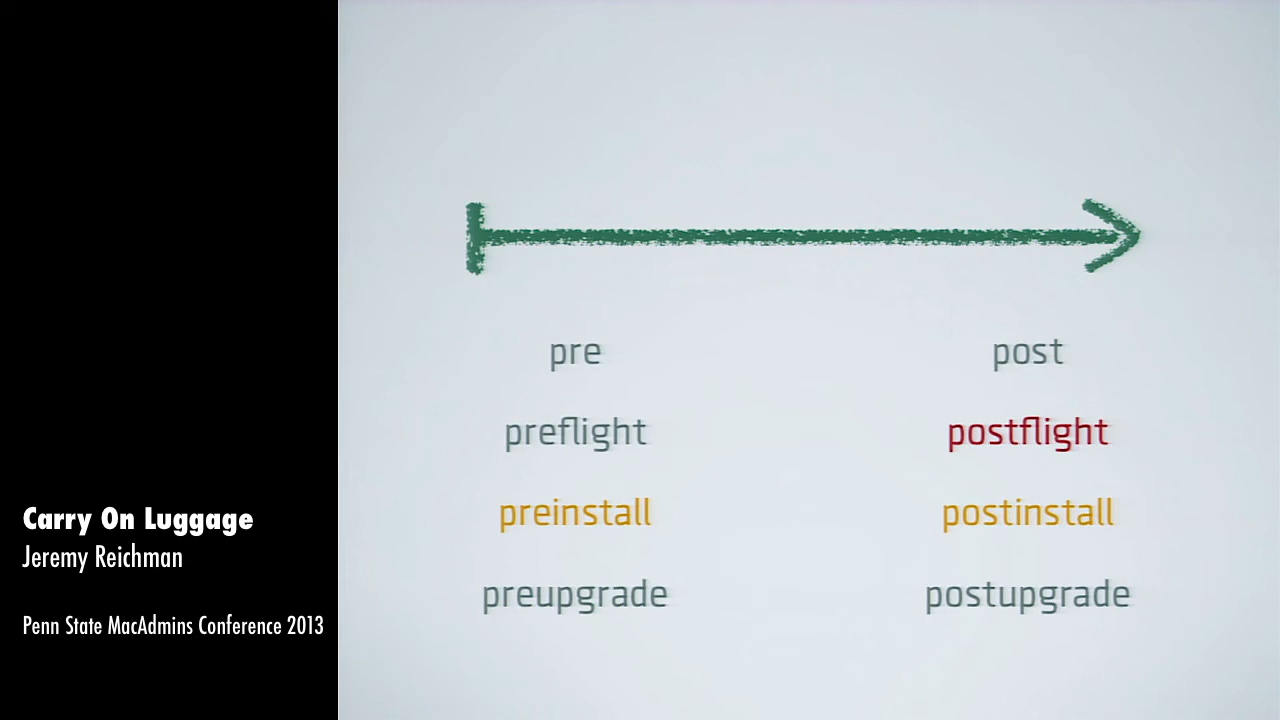 pre post
preflight postflight
preinstall postinstall
preupgrade postupgrade
Carry On Luggage
Jeremy Reichman
Penn State MacAdmins Conference 2013